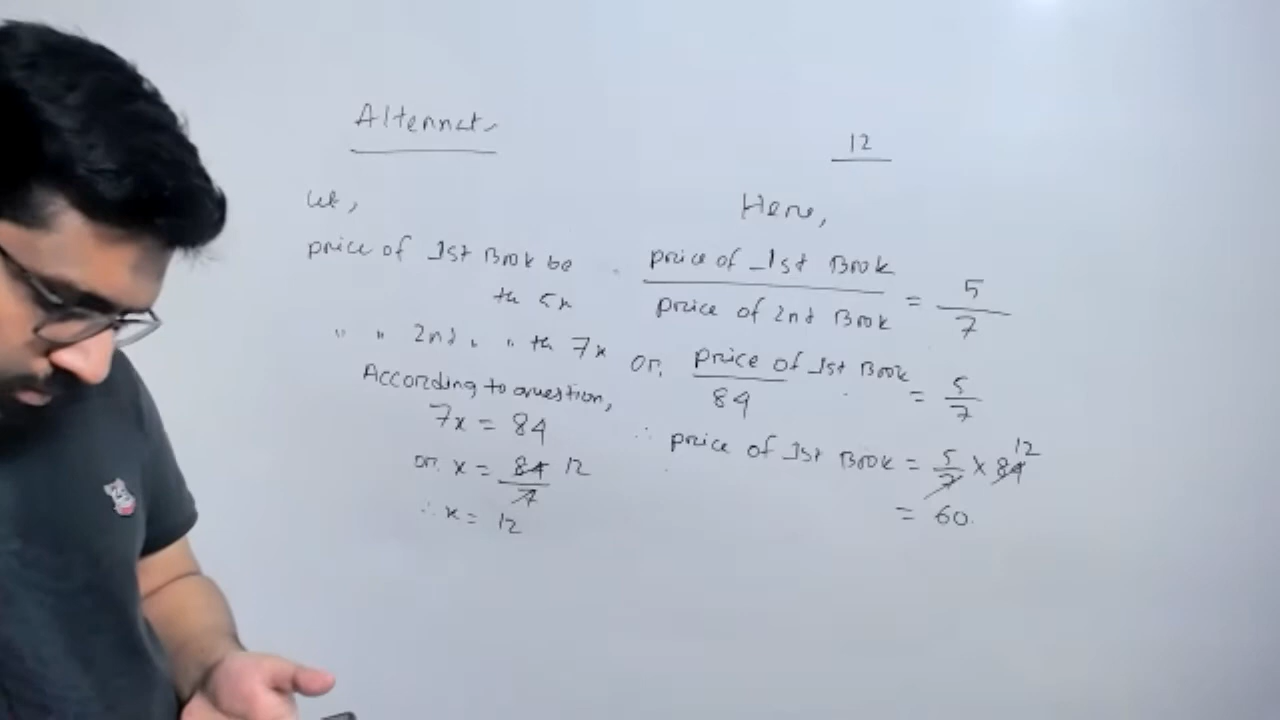 Alternat
Let,
price of 1st Book be
tk 5x
" " 2nd " " tk 7x
According to question,
7x = 84
or, x = 84/7 12
∴ x = 12
12
Here,
price of 1st Book / price of 2nd Book = 5/7
or, price of 1st Book / 84 = 5/7
∴ price of 1st Book = 5/7 × 84 12
= 60.